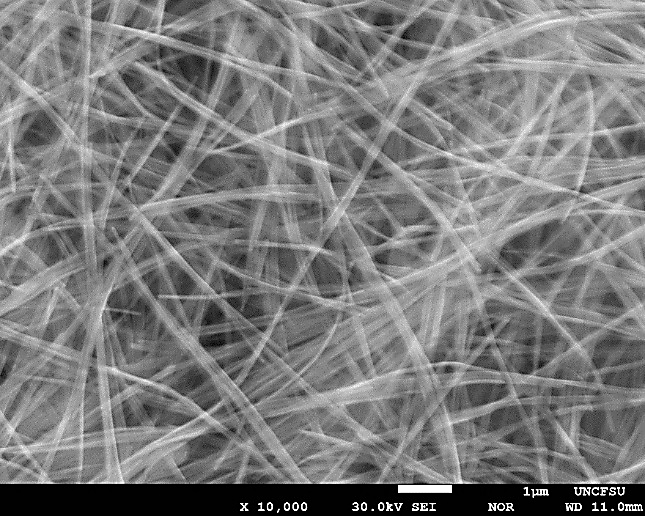 1μm UNCFSU
X 10,000 30.0kV SEI NOR WD 11.0mm